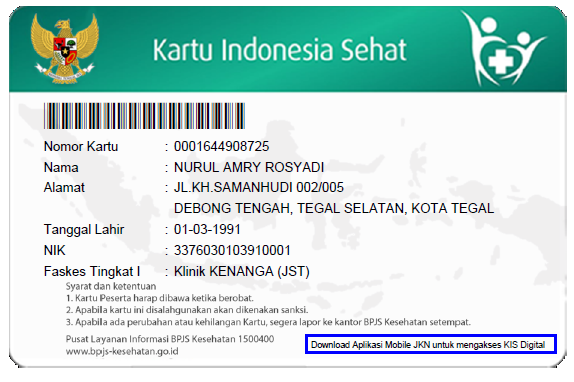 Kartu Indonesia Sehat
Nomor Kartu : 0001644908725
Nama : NURUL AMRY ROSYADI
Alamat : JL.KH.SAMANHUDI 002/005
DEBONG TENGAH, TEGAL SELATAN, KOTA TEGAL
Tanggal Lahir : 01-03-1991
NIK : 3376030103910001
Faskes Tingkat I : Klinik KENANGA (JST)
Syarat dan ketentuan
1. Kartu Peserta harap dibawa ketika berobat.
2. Apabila kartu ini disalahgunakan akan dikenakan sanksi.
3. Apabila ada perubahan atau kehilangan Kartu, segera lapor ke kantor BPJS Kesehatan setempat.
Pusat Layanan Informasi BPJS Kesehatan 1500400
www.bpjs-kesehatan.go.id
Download Aplikasi Mobile JKN untuk mengakses KIS Digital